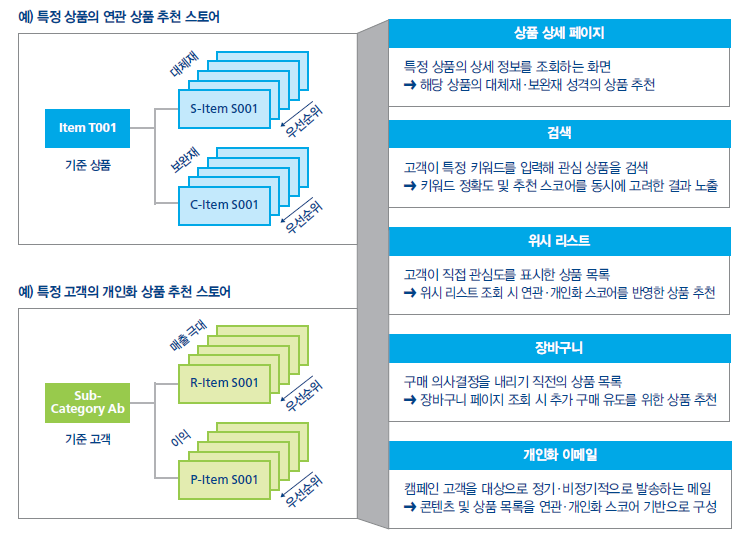 예) 특정 상품의 연관 상품 추천 스토어
대체재
S-Item S001
우선순위
Item T001
기준 상품
보완재
C-Item S001
우선순위
예) 특정 고객의 개인화 상품 추천 스토어
매출 극대
R-Item S001
우선순위
Sub-
Category Ab
기준 고객
이익
P-Item S001
우선순위
상품 상세 페이지
특정 상품의 상세 정보를 조회하는 화면
➔ 해당 상품의 대체재·보완재 성격의 상품 추천
검색
고객이 특정 키워드를 입력해 관심 상품을 검색
➔ 키워드 정확도 및 추천 스코어를 동시에 고려한 결과 노출
위시 리스트
고객이 직접 관심도를 표시한 상품 목록
➔ 위시 리스트 조회 시 연관·개인화 스코어를 반영한 상품 추천
장바구니
구매 의사결정을 내리기 직전의 상품 목록
➔ 장바구니 페이지 조회 시 추가 구매 유도를 위한 상품 추천
개인화 이메일
캠페인 고객을 대상으로 정기·비정기적으로 발송하는 메일
➔ 콘텐츠 및 상품 목록을 연관·개인화 스코어 기반으로 구성